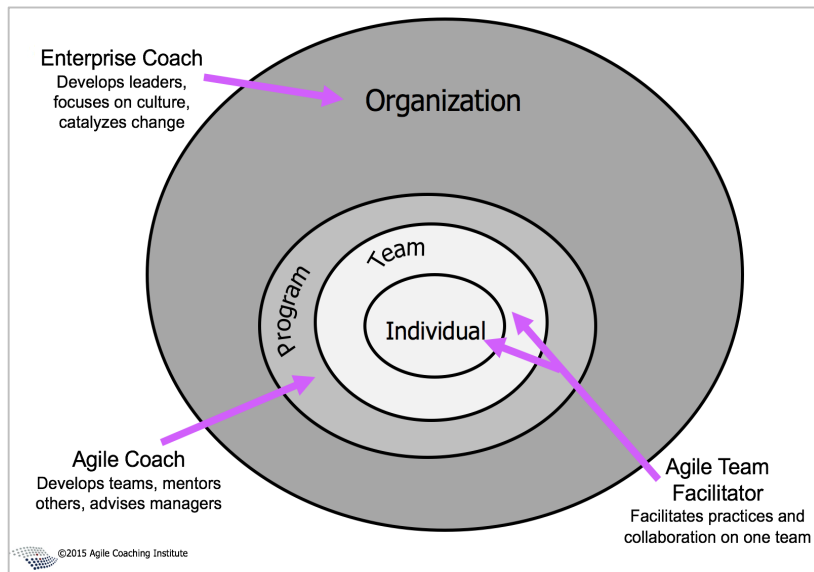 Enterprise Coach
Develops leaders,
focuses on culture,
catalyzes change
Organization
Program
Team
Individual
Agile Coach
Develops teams, mentors
others, advises managers
Agile Team
Facilitator
Facilitates practices and
collaboration on one team
©2015 Agile Coaching Institute